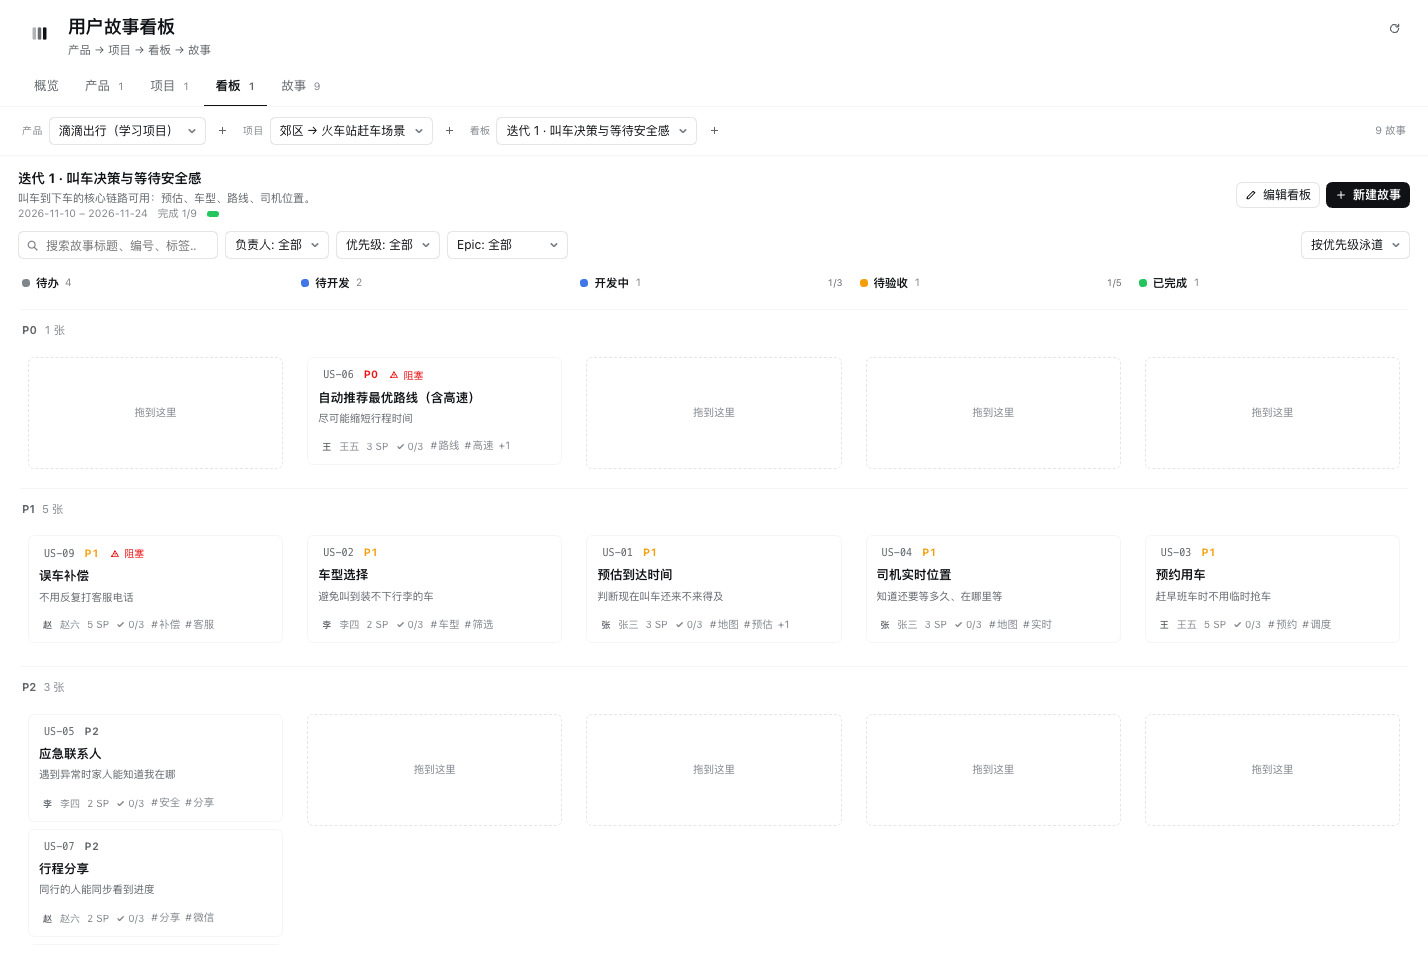 用户故事看板
产品 → 项目 → 看板 → 故事
概览 产品 1 项目 1 看板 1 故事 9
产品 滴滴出行（学习项目） + 项目 郊区 → 火车站赶车场景 + 看板 迭代 1 · 叫车决策与等待安全感 + 9 故事
迭代 1 · 叫车决策与等待安全感
叫车到下车的核心链路可用：预估、车型、路线、司机位置。
2026-11-10 – 2026-11-24 完成 1/9
编辑看板 + 新建故事
搜索故事标题、编号、标签.. 负责人: 全部 优先级: 全部 Epic: 全部 按优先级泳道
待办 4 待开发 2 开发中 1 1/3 待验收 1 1/5 已完成 1
P0 1 张
拖到这里
US-06 P0 阻塞
自动推荐最优路线（含高速）
尽可能缩短行程时间
王 王五 3 SP 0/3 #路线 #高速 +1
拖到这里
拖到这里
拖到这里
P1 5 张
US-09 P1 阻塞
误车补偿
不用反复打客服电话
赵 赵六 5 SP 0/3 #补偿 #客服
US-02 P1
车型选择
避免叫到装不下行李的车
李 李四 2 SP 0/3 #车型 #筛选
US-01 P1
预估到达时间
判断现在叫车还来不来得及
张 张三 3 SP 0/3 #地图 #预估 +1
US-04 P1
司机实时位置
知道还要等多久、在哪里等
张 张三 3 SP 0/3 #地图 #实时
US-03 P1
预约用车
赶早班车时不用临时抢车
王 王五 5 SP 0/3 #预约 #调度
P2 3 张
US-05 P2
应急联系人
遇到异常时家人能知道我在哪
李 李四 2 SP 0/3 #安全 #分享
拖到这里
拖到这里
拖到这里
拖到这里
US-07 P2
行程分享
同行的人能同步看到进度
赵 赵六 2 SP 0/3 #分享 #微信